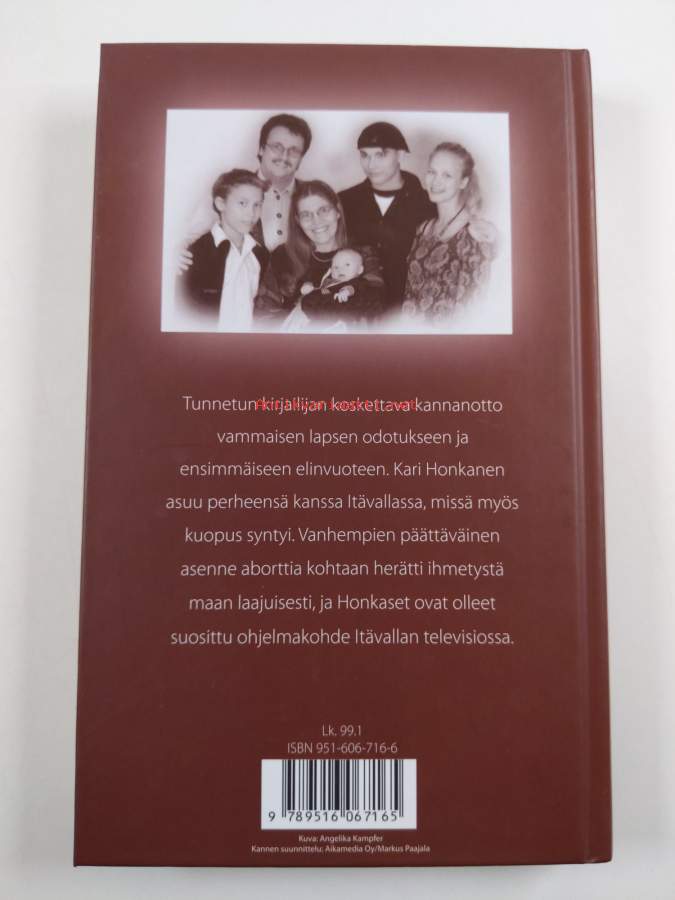 Tunnetun kirjailijan koskettava kannanotto
vammaisen lapsen odotukseen ja
ensimmäiseen elinvuoteen. Kari Honkanen
asuu perheensä kanssa Itävallassa, missä myös
kuopus syntyi. Vanhempien päättäväinen
asenne aborttia kohtaan herätti ihmetystä
maan laajuisesti, ja Honkaset ovat olleet
suosittu ohjelmakohde Itävallan televisiossa.
Lk. 99.1
ISBN 951-606-716-6
9 789516 067165
Kuva: Angelika Kampfer
Kannen suunnittelu: Aikamedia Oy/Markus Paajala